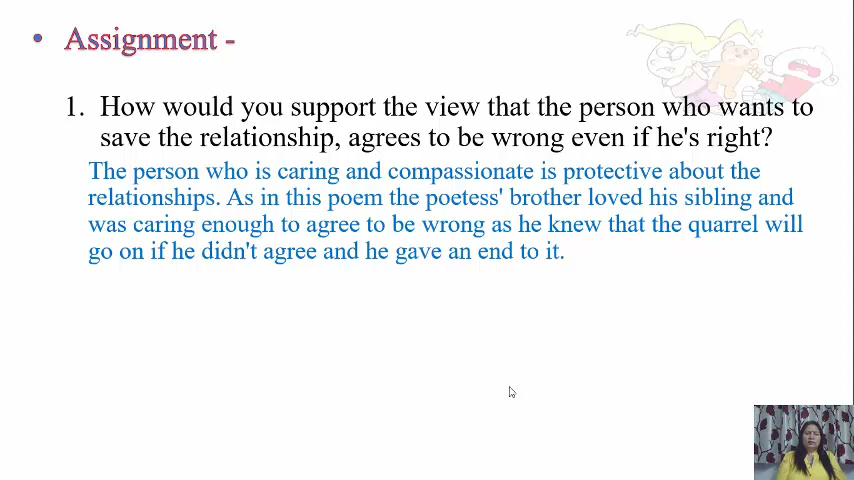 • Assignment -
1. How would you support the view that the person who wants to
save the relationship, agrees to be wrong even if he's right?
The person who is caring and compassionate is protective about the
relationships. As in this poem the poetess' brother loved his sibling and
was caring enough to agree to be wrong as he knew that the quarrel will
go on if he didn't agree and he gave an end to it.